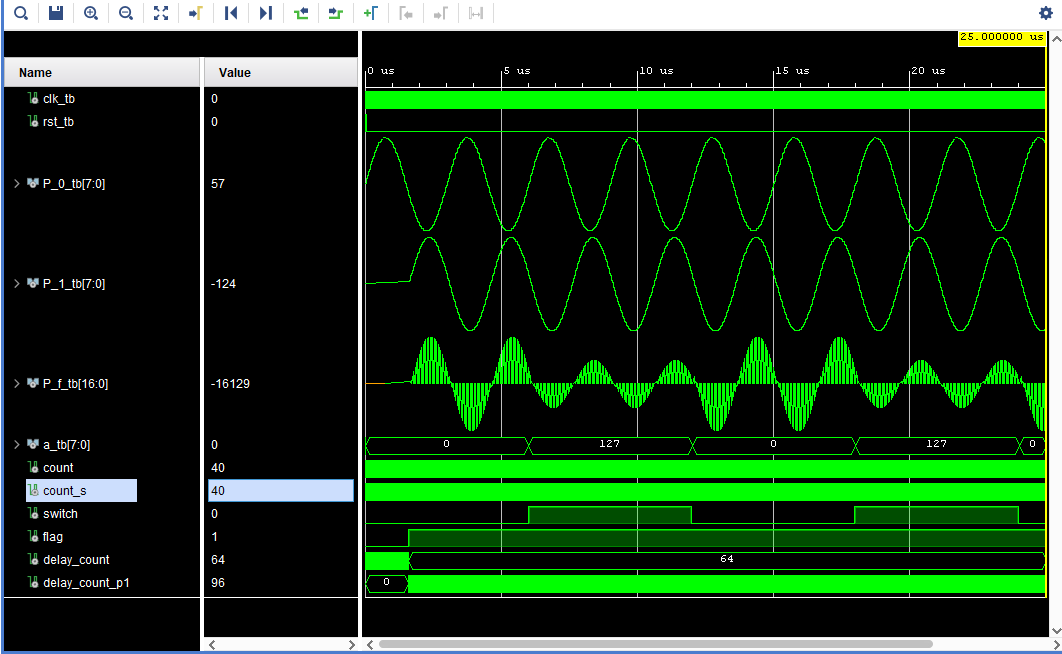 25.000000 us
Name Value
0 us 5 us 10 us 15 us 20 us
clk_tb 0
rst_tb 0
P_0_tb[7:0] 57
P_1_tb[7:0] -124
P_f_tb[16:0] -16129
a_tb[7:0] 0 0 127 0 127 0
count 40
count_s 40
switch 0
flag 1
delay_count 64 64
delay_count_p1 96 0